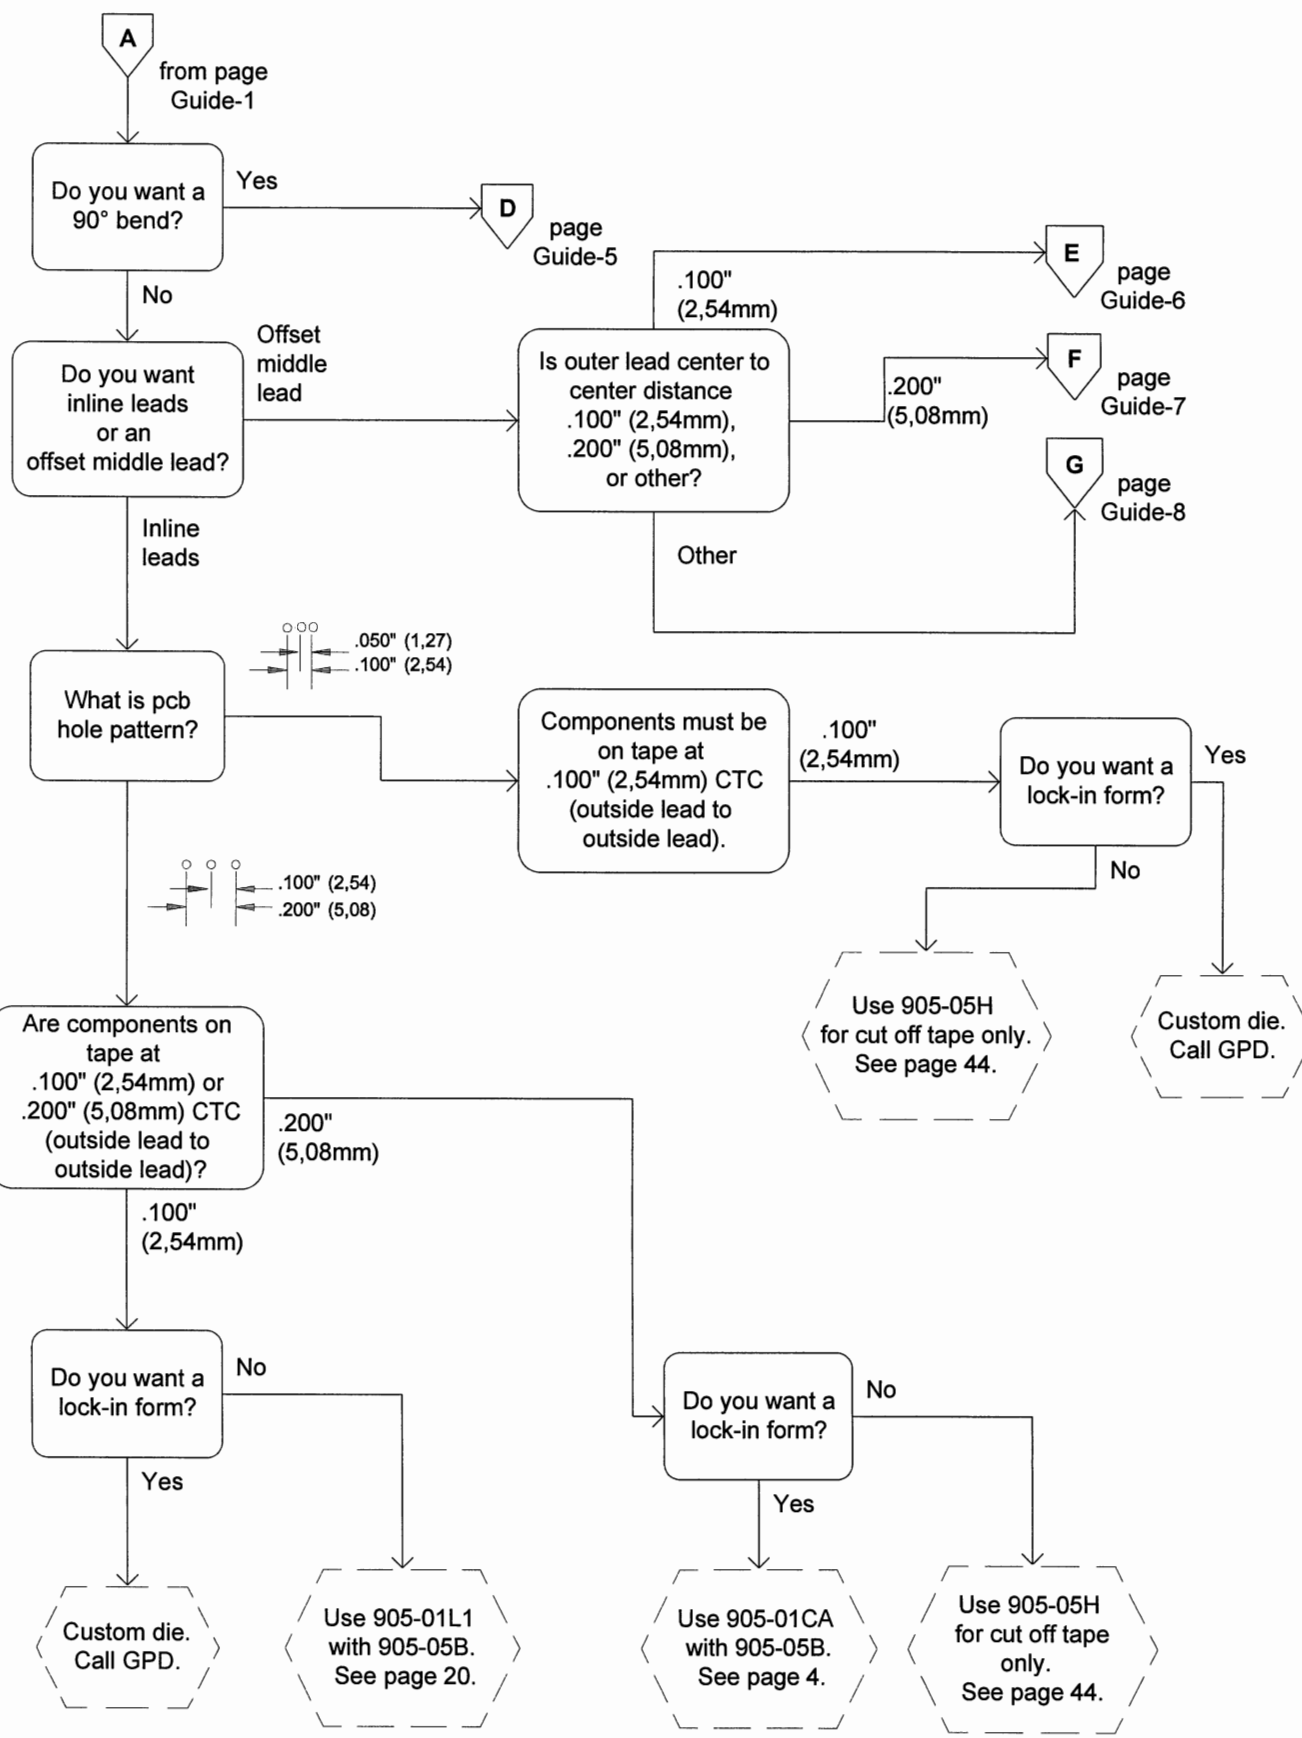 A
from page
Guide-1
Do you want a
90° bend?
Yes
D
page
Guide-5
No
Do you want
inline leads
or an
offset middle lead?
Offset
middle
lead
Is outer lead center to
center distance
.100" (2,54mm),
.200" (5,08mm),
or other?
.100"
(2,54mm)
E
page
Guide-6
.200"
(5,08mm)
F
page
Guide-7
G
page
Guide-8
Other
Inline
leads
What is pcb
hole pattern?
.050" (1,27)
.100" (2,54)
Components must be
on tape at
.100" (2,54mm) CTC
(outside lead to
outside lead).
.100"
(2,54mm)
Do you want a
lock-in form?
Yes
No
Use 905-05H
for cut off tape only.
See page 44.
Custom die.
Call GPD.
.100" (2,54)
.200" (5,08)
Are components on
tape at
.100" (2,54mm) or
.200" (5,08mm) CTC
(outside lead to
outside lead)?
.200"
(5,08mm)
.100"
(2,54mm)
Do you want a
lock-in form?
No
Yes
Custom die.
Call GPD.
Use 905-01L1
with 905-05B.
See page 20.
Do you want a
lock-in form?
No
Yes
Use 905-01CA
with 905-05B.
See page 4.
Use 905-05H
for cut off tape
only.
See page 44.